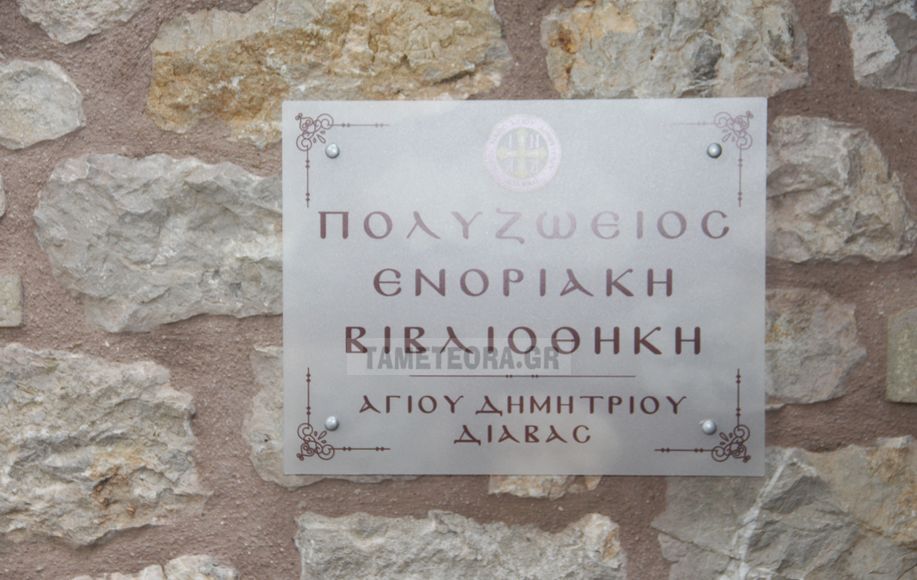 ΠΟΛΥΖΩΕΙΟΣ
ΕΝΟΡΙΑΚΗ
ΒΙΒΛΙΟΘΗΚΗ
TAMETEORA.GR
ΑΓΙΟΥ ΔΗΜΗΤΡΙΟΥ
ΔΙΑΒΑΣ